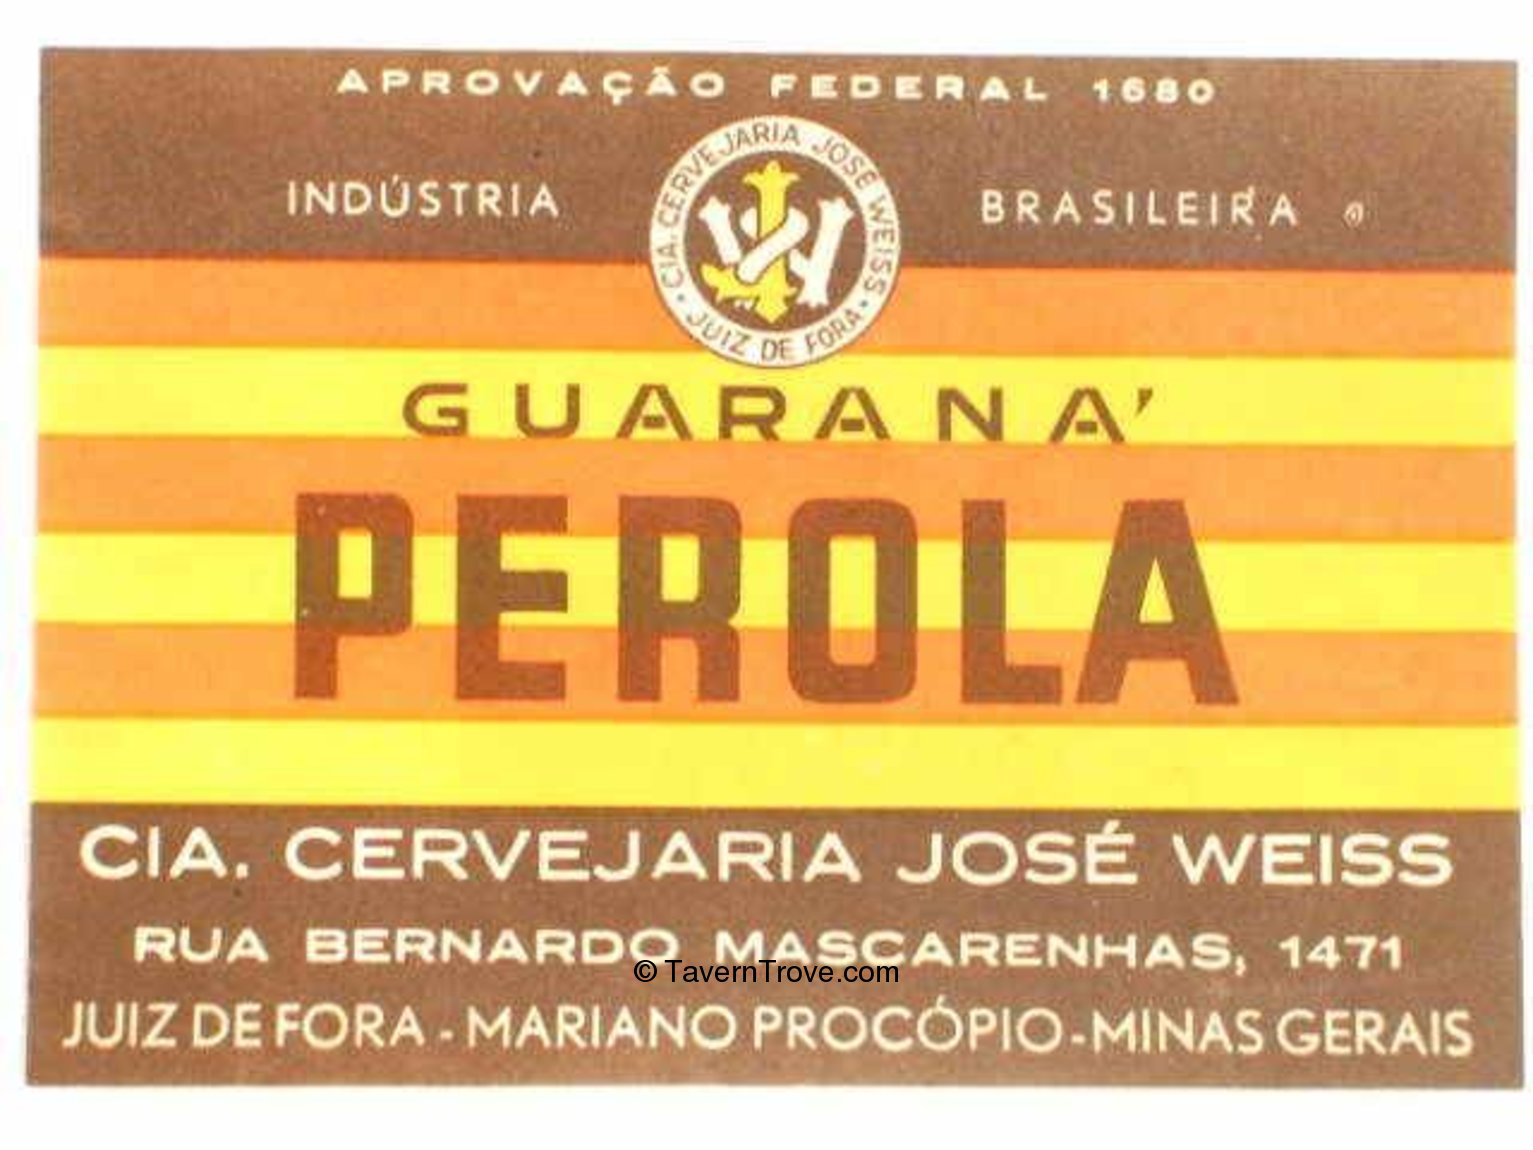 APROVAÇÃO FEDERAL 1680
INDÚSTRIA BRASILEIRA
CIA. CERVEJARIA JOSÉ WEISS
• JUIZ DE FORA •
JW
GUARANA'
PEROLA
CIA. CERVEJARIA JOSÉ WEISS
RUA BERNARDO MASCARENHAS, 1471
© TavernTrove.com
JUIZ DE FORA - MARIANO PROCÓPIO - MINAS GERAIS